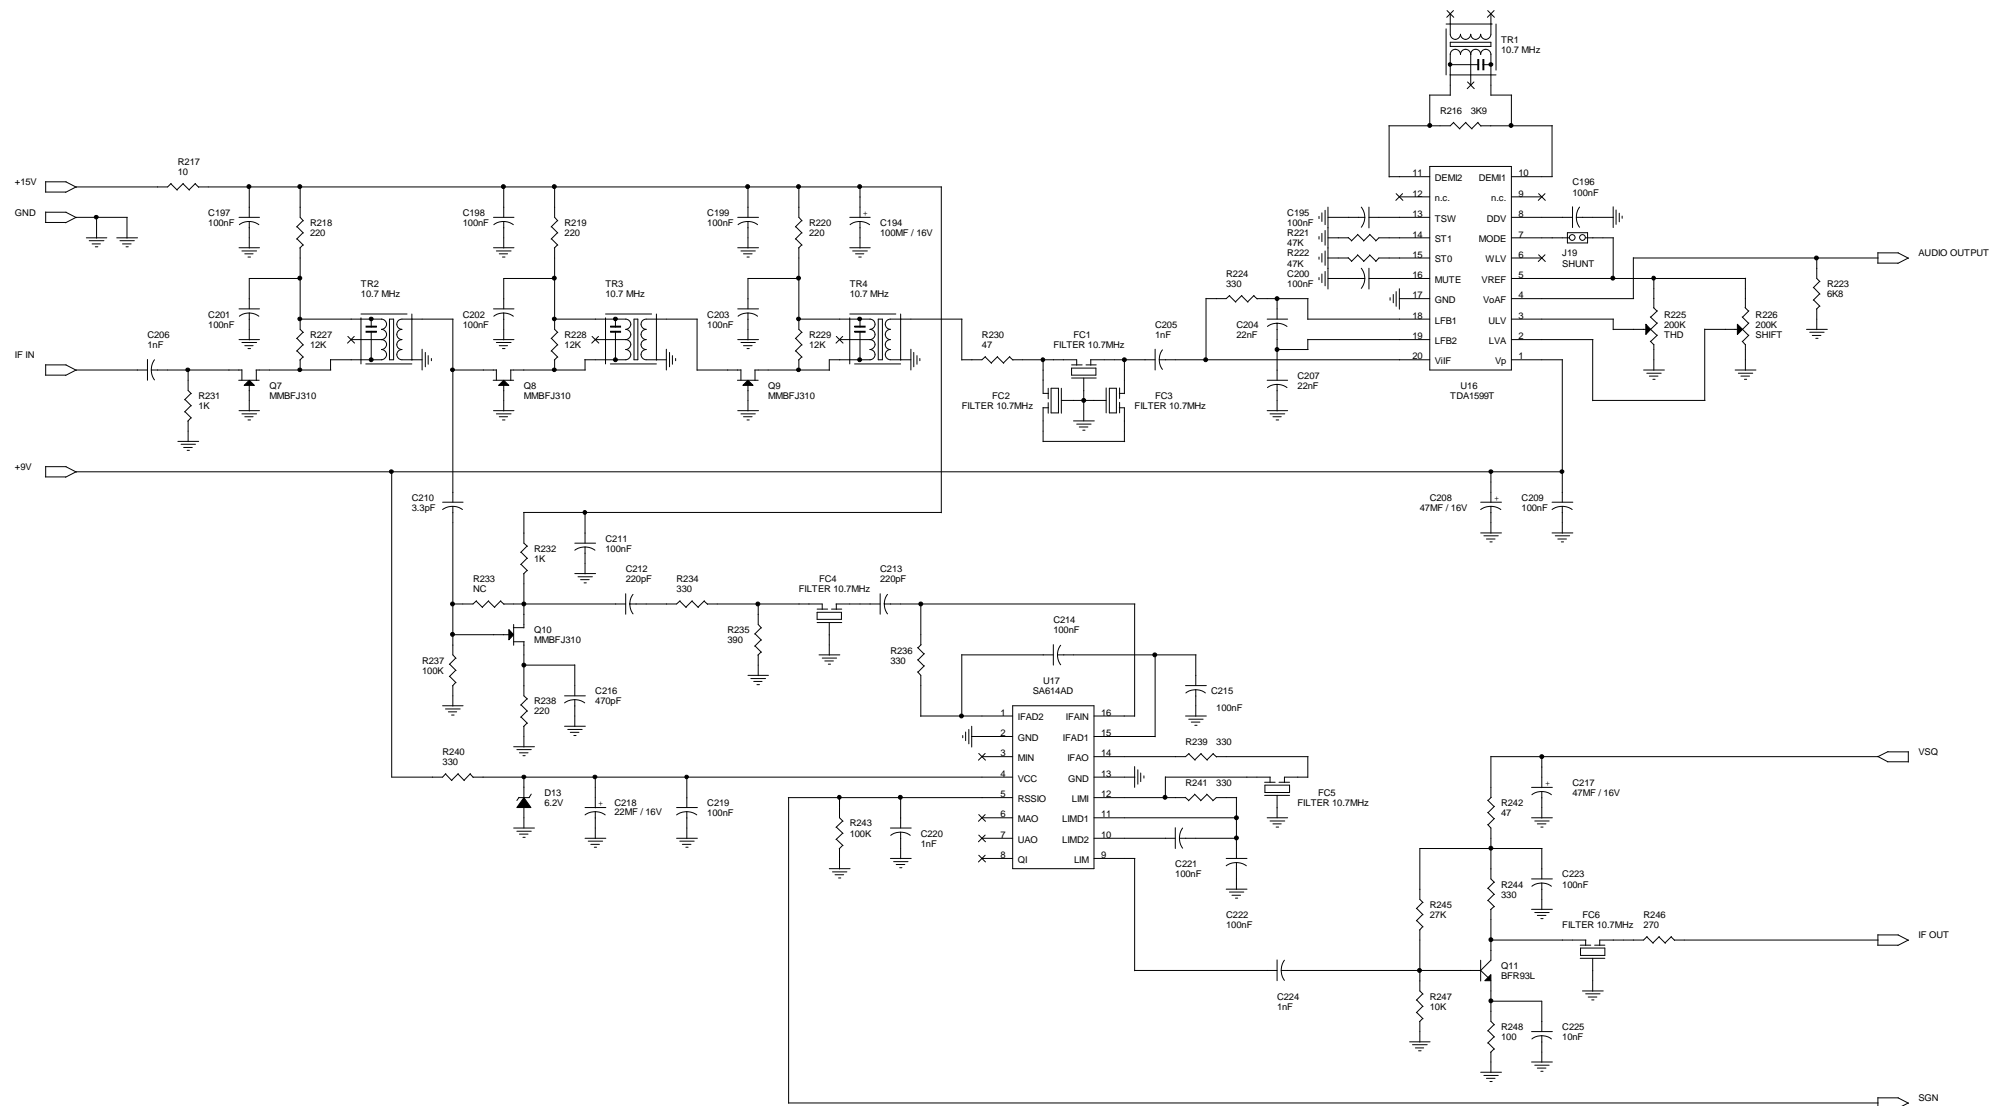 TR1
10.7 MHz
R216 3K9
R217
10
+15V
GND
C197
100nF
R218
220
C198
100nF
R219
220
C199
100nF
R220
220
C194
100MF / 16V
+
11 DEMI2 DEMI1 10
12 n.c. n.c. 9
13 TSW DDV 8
14 ST1 MODE 7
15 ST0 WLV 6
16 MUTE VREF 5
17 GND VoAF 4
18 LFB1 ULV 3
19 LFB2 LVA 2
20 ViIF Vp 1
U16
TDA1599T
C196
100nF
C195
100nF
R221
47K
R222
47K
C200
100nF
J19
SHUNT
AUDIO OUTPUT
R223
6K8
R225
200K
THD
R226
200K
SHIFT
TR2
10.7 MHz
TR3
10.7 MHz
TR4
10.7 MHz
C201
100nF
R227
12K
C202
100nF
R228
12K
C203
100nF
R229
12K
C206
1nF
IF IN
R231
1K
Q7
MMBFJ310
Q8
MMBFJ310
Q9
MMBFJ310
R230
47
FC1
FILTER 10.7MHz
FC2
FILTER 10.7MHz
FC3
FILTER 10.7MHz
C205
1nF
R224
330
C204
22nF
C207
22nF
+9V
C208
47MF / 16V
+
C209
100nF
C210
3.3pF
R232
1K
C211
100nF
R233
NC
C212
220pF
R234
330
FC4
FILTER 10.7MHz
C213
220pF
Q10
MMBFJ310
R235
390
R236
330
C214
100nF
R237
100K
R238
220
C216
470pF
C215
100nF
U17
SA614AD
1 IFAD2 IFAIN 16
2 GND IFAD1 15
3 MIN IFAO 14
4 VCC GND 13
5 RSSIO LIMI 12
6 MAO LIMD1 11
7 UAO LIMD2 10
8 QI LIM 9
R239 330
R241 330
FC5
FILTER 10.7MHz
R240
330
D13
6.2V
C218
22MF / 16V
+
C219
100nF
R243
100K
C220
1nF
C221
100nF
C222
100nF
VSQ
C217
47MF / 16V
+
R242
47
R244
330
C223
100nF
R245
27K
FC6
FILTER 10.7MHz
R246
270
IF OUT
Q11
BFR93L
C224
1nF
R247
10K
R248
100
C225
10nF
SGN